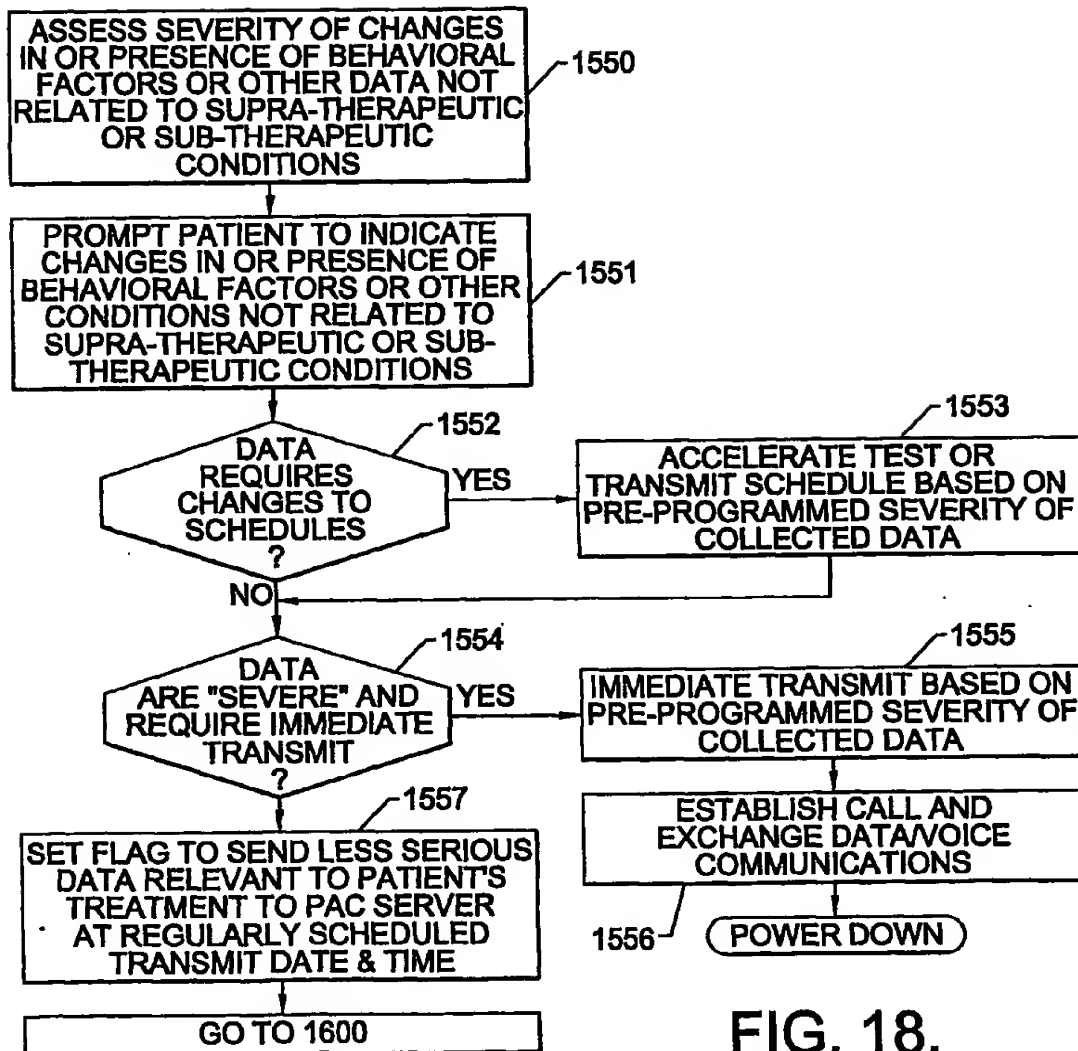 ASSESS SEVERITY OF CHANGES
IN OR PRESENCE OF BEHAVIORAL
FACTORS OR OTHER DATA NOT
RELATED TO SUPRA-THERAPEUTIC
OR SUB-THERAPEUTIC
CONDITIONS
1550
PROMPT PATIENT TO INDICATE
CHANGES IN OR PRESENCE OF
BEHAVIORAL FACTORS OR OTHER
CONDITIONS NOT RELATED TO
SUPRA-THERAPEUTIC OR SUB-
THERAPEUTIC CONDITIONS
1551
DATA
REQUIRES
CHANGES TO
SCHEDULES
?
1552
YES
NO
ACCELERATE TEST OR
TRANSMIT SCHEDULE BASED ON
PRE-PROGRAMMED SEVERITY OF
COLLECTED DATA
1553
DATA
ARE "SEVERE" AND
REQUIRE IMMEDIATE
TRANSMIT
?
1554
YES
IMMEDIATE TRANSMIT BASED ON
PRE-PROGRAMMED SEVERITY OF
COLLECTED DATA
1555
ESTABLISH CALL AND
EXCHANGE DATA/VOICE
COMMUNICATIONS
1556
POWER DOWN
SET FLAG TO SEND LESS SERIOUS
DATA RELEVANT TO PATIENT'S
TREATMENT TO PAC SERVER
AT REGULARLY SCHEDULED
TRANSMIT DATE & TIME
1557
GO TO 1600
FIG. 18.